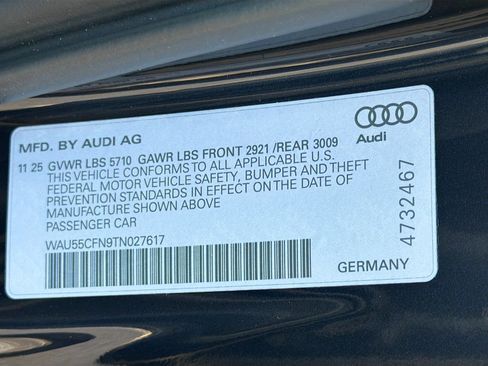 MFD. BY AUDI AG
11 25 GVWR LBS 5710 GAWR LBS FRONT 2921 /REAR 3009
THIS VEHICLE CONFORMS TO ALL APPLICABLE U.S.
FEDERAL MOTOR VEHICLE SAFETY, BUMPER AND THEFT
PREVENTION STANDARDS IN EFFECT ON THE DATE OF
MANUFACTURE SHOWN ABOVE
PASSENGER CAR
WAU55CFN9TN027617
Audi
4732467
GERMANY